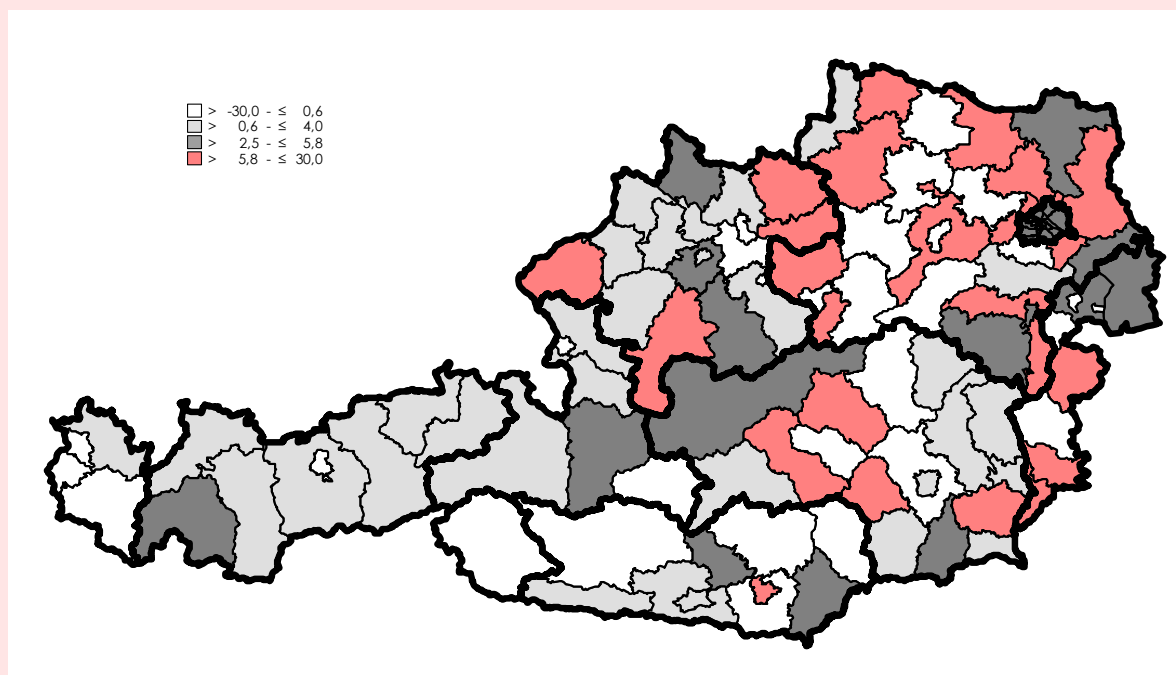 > -30,0 - ≤ 0,6
> 0,6 - ≤ 4,0
> 2,5 - ≤ 5,8
> 5,8 - ≤ 30,0